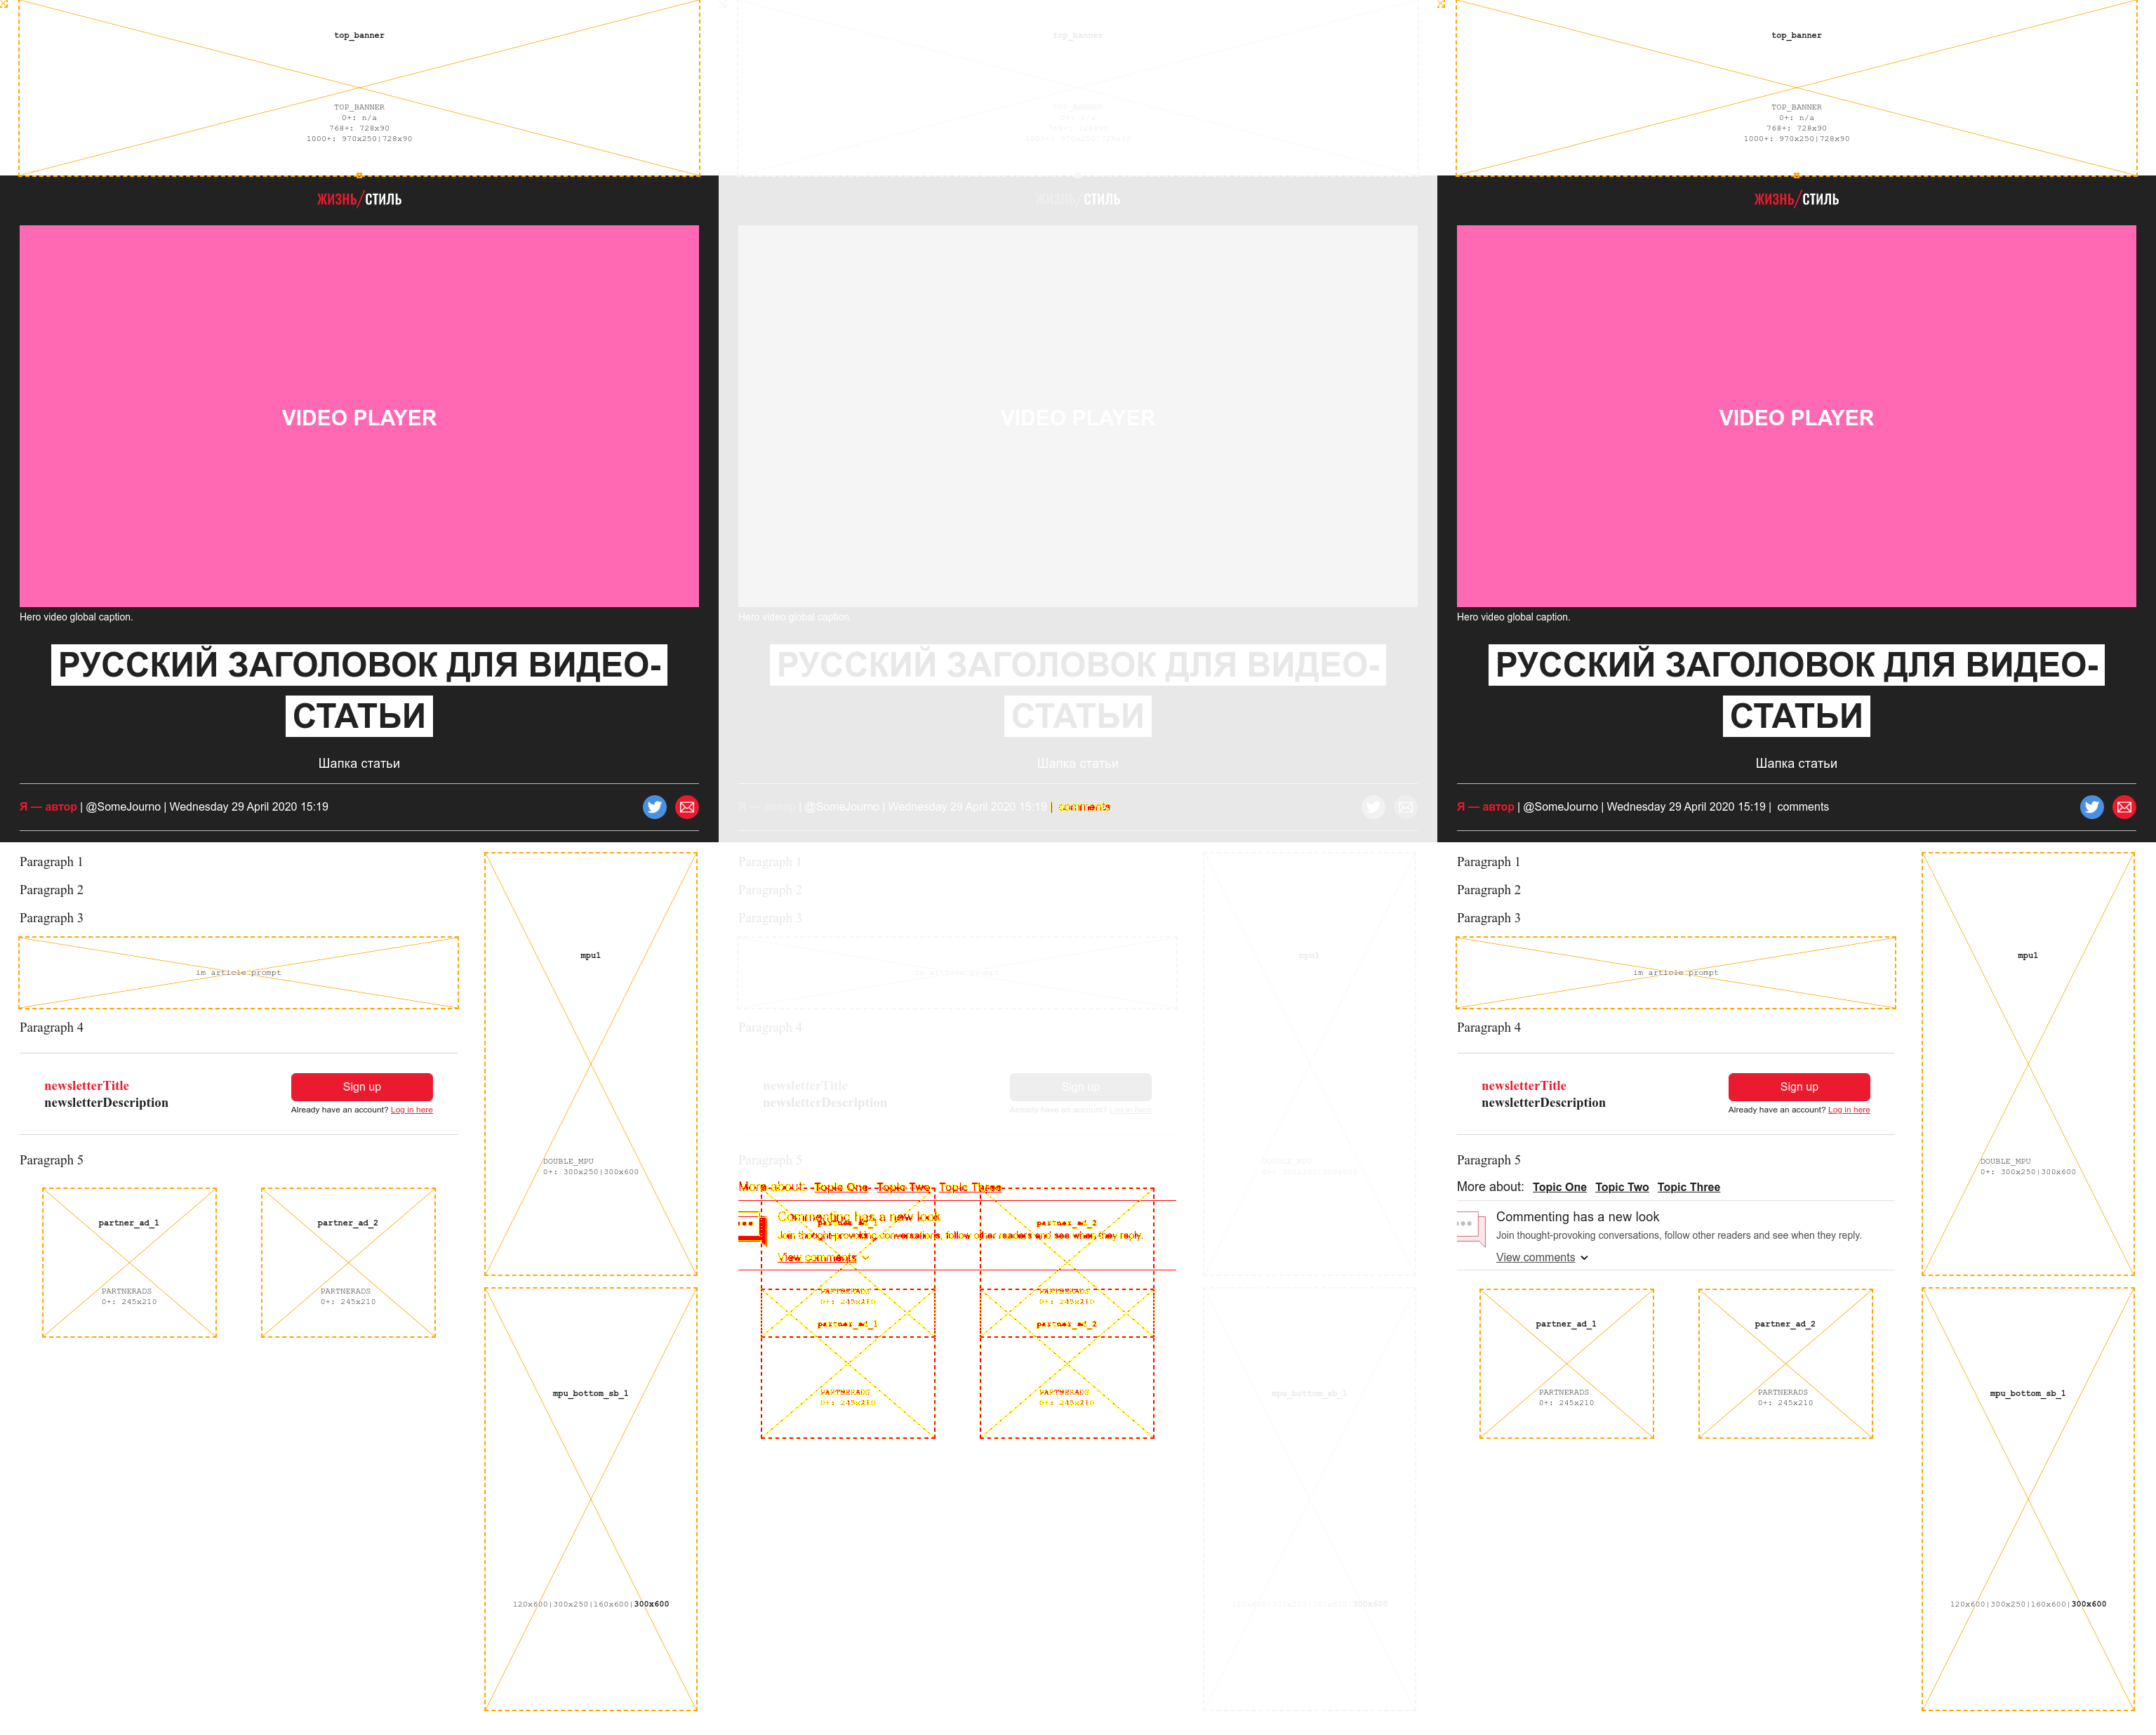 top_banner
TOP_BANNER
0+: n/a
768+: 728x90
1000+: 970x250|728x90
ЖИЗНЬ/СТИЛЬ
VIDEO PLAYER
Hero video global caption.
РУССКИЙ ЗАГОЛОВОК ДЛЯ ВИДЕО-
СТАТЬИ
Шапка статьи
Я — автор | @SomeJourno | Wednesday 29 April 2020 15:19
Paragraph 1
Paragraph 2
Paragraph 3
im article prompt
Paragraph 4
newsletterTitle
newsletterDescription
Sign up
Already have an account? Log in here
Paragraph 5
partner_ad_1
PARTNERADS
0+: 245x210
partner_ad_2
PARTNERADS
0+: 245x210
mpu1
DOUBLE_MPU
0+: 300x250|300x600
mpu_bottom_sb_1
120x600|300x250|160x600|300x600
top_banner
TOP_BANNER
0+: n/a
768+: 728x90
1000+: 970x250|728x90
ЖИЗНЬ/СТИЛЬ
VIDEO PLAYER
Hero video global caption.
РУССКИЙ ЗАГОЛОВОК ДЛЯ ВИДЕО-
СТАТЬИ
Шапка статьи
Я — автор | @SomeJourno | Wednesday 29 April 2020 15:19 | comments
Paragraph 1
Paragraph 2
Paragraph 3
im article prompt
Paragraph 4
newsletterTitle
newsletterDescription
Sign up
Already have an account? Log in here
Paragraph 5
More about: Topic One Topic Two Topic Three
Commenting has a new look
partner_ad_1
partner_ad_2
Join thought-provoking conversations, follow other readers and see when they reply.
View comments
PARTNERADS
0+: 245x210
PARTNERADS
0+: 245x210
partner_ad_1
partner_ad_2
PARTNERADS
0+: 245x210
PARTNERADS
0+: 245x210
mpu1
DOUBLE_MPU
0+: 300x250|300x600
mpu_bottom_sb_1
120x600|300x250|160x600|300x600
top_banner
TOP_BANNER
0+: n/a
768+: 728x90
1000+: 970x250|728x90
ЖИЗНЬ/СТИЛЬ
VIDEO PLAYER
Hero video global caption.
РУССКИЙ ЗАГОЛОВОК ДЛЯ ВИДЕО-
СТАТЬИ
Шапка статьи
Я — автор | @SomeJourno | Wednesday 29 April 2020 15:19 | comments
Paragraph 1
Paragraph 2
Paragraph 3
im article prompt
Paragraph 4
newsletterTitle
newsletterDescription
Sign up
Already have an account? Log in here
Paragraph 5
More about: Topic One Topic Two Topic Three
Commenting has a new look
Join thought-provoking conversations, follow other readers and see when they reply.
View comments
partner_ad_1
PARTNERADS
0+: 245x210
partner_ad_2
PARTNERADS
0+: 245x210
mpu1
DOUBLE_MPU
0+: 300x250|300x600
mpu_bottom_sb_1
120x600|300x250|160x600|300x600